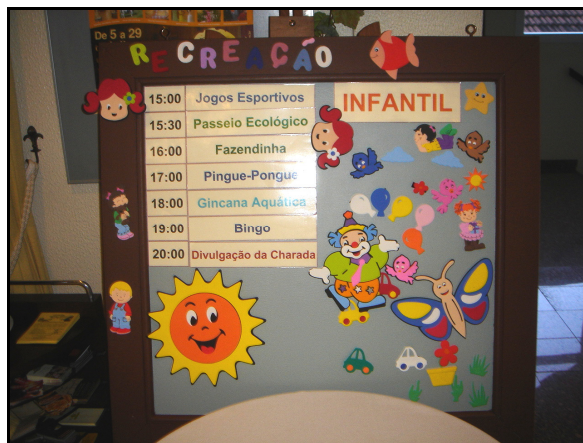 De 5 a 29
RECREAÇÃO
INFANTIL
15:00 Jogos Esportivos
15:30 Passeio Ecológico
16:00 Fazendinha
17:00 Pingue-Pongue
18:00 Gincana Aquática
19:00 Bingo
20:00 Divulgação da Charada